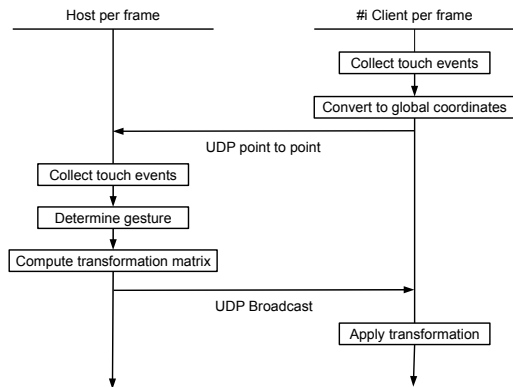 Host per frame
#i Client per frame
Collect touch events
Convert to global coordinates
UDP point to point
Collect touch events
Determine gesture
Compute transformation matrix
UDP Broadcast
Apply transformation